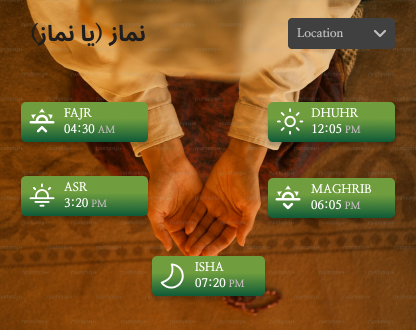 نماز (یا نماز)
Location
FAJR
04:30 AM
DHUHR
12:05 PM
ASR
3:20 PM
MAGHRIB
06:05 PM
ISHA
07:20 PM